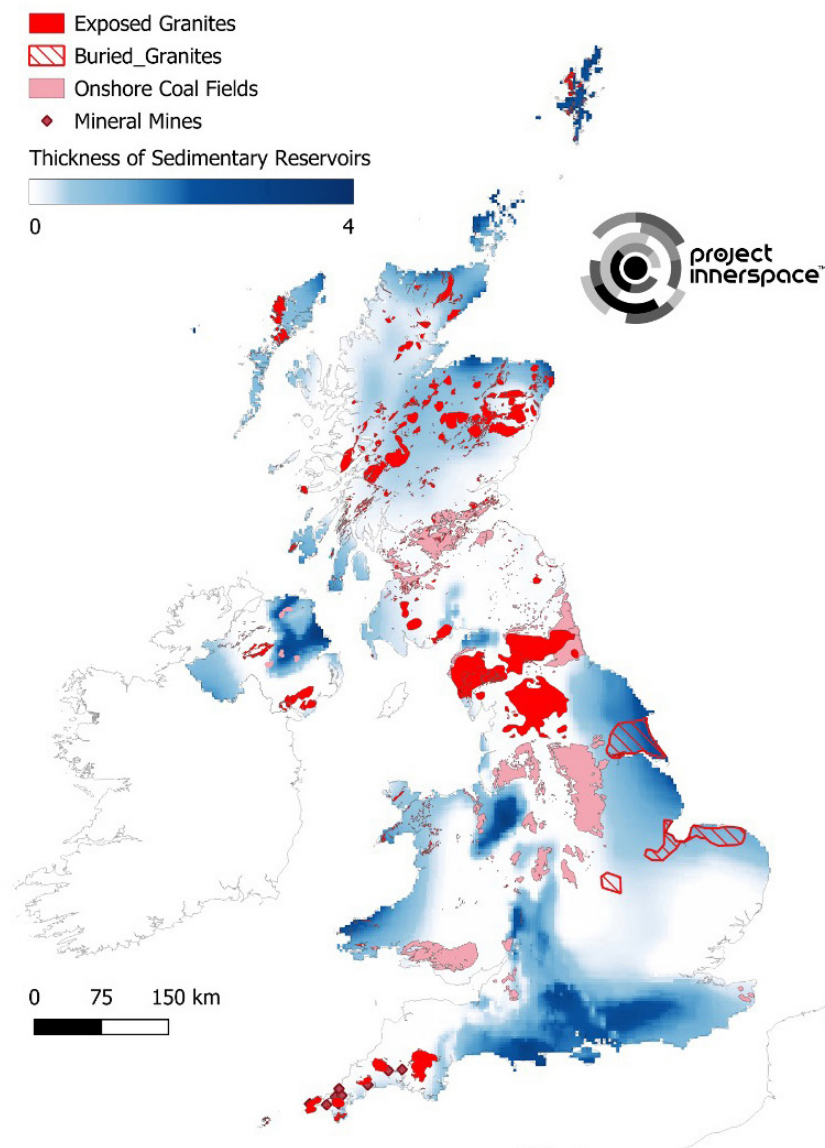 Exposed Granites
Buried_Granites
Onshore Coal Fields
Mineral Mines
Thickness of Sedimentary Reservoirs
0 4
project
innerspace™
0 75 150 km